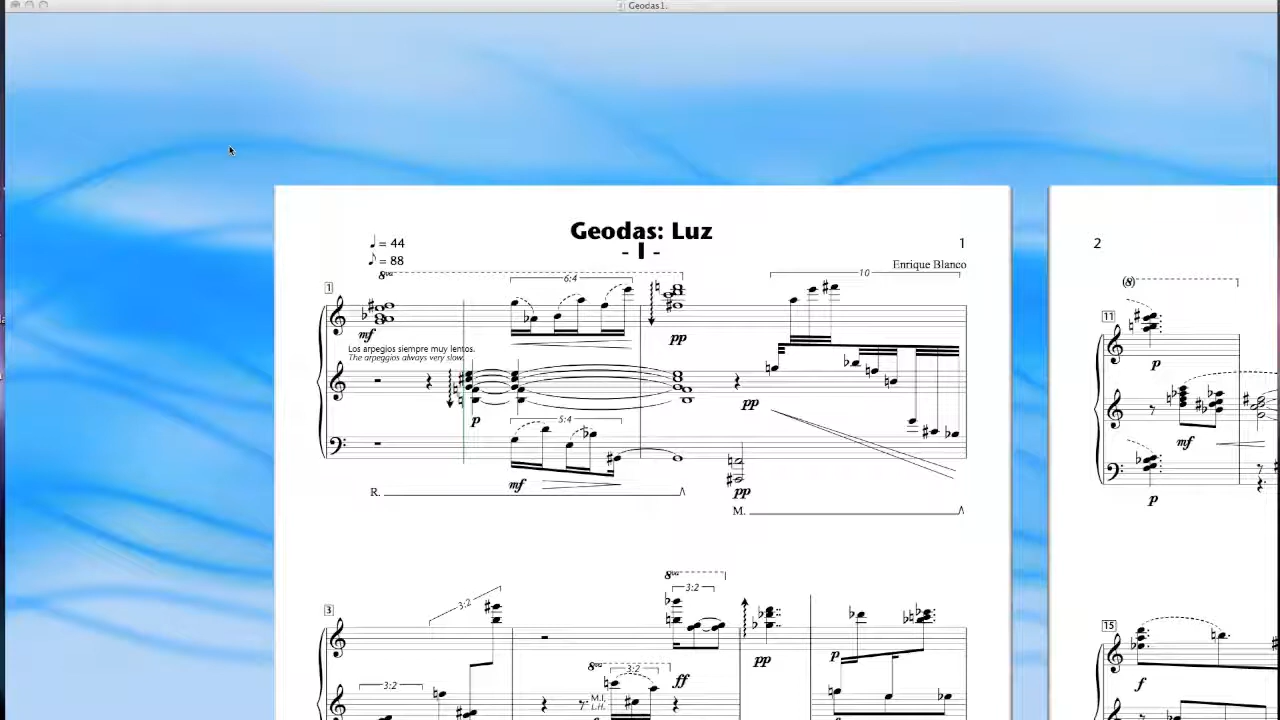 Geodas1.
Geodas: Luz
- I -
♩ = 44
♪ = 88
1
Enrique Blanco
8va
6:4
10
1
mf
pp
Los arpegios siempre muy lentos.
The arpeggios always very slow.
p
pp
5:4
mf
pp
R.
M.
3
3:2
8va
3:2
pp
p
8va
3:2
3:2
ff
M.I.
L.H.
2
(8)
11
p
mf
p
15
f